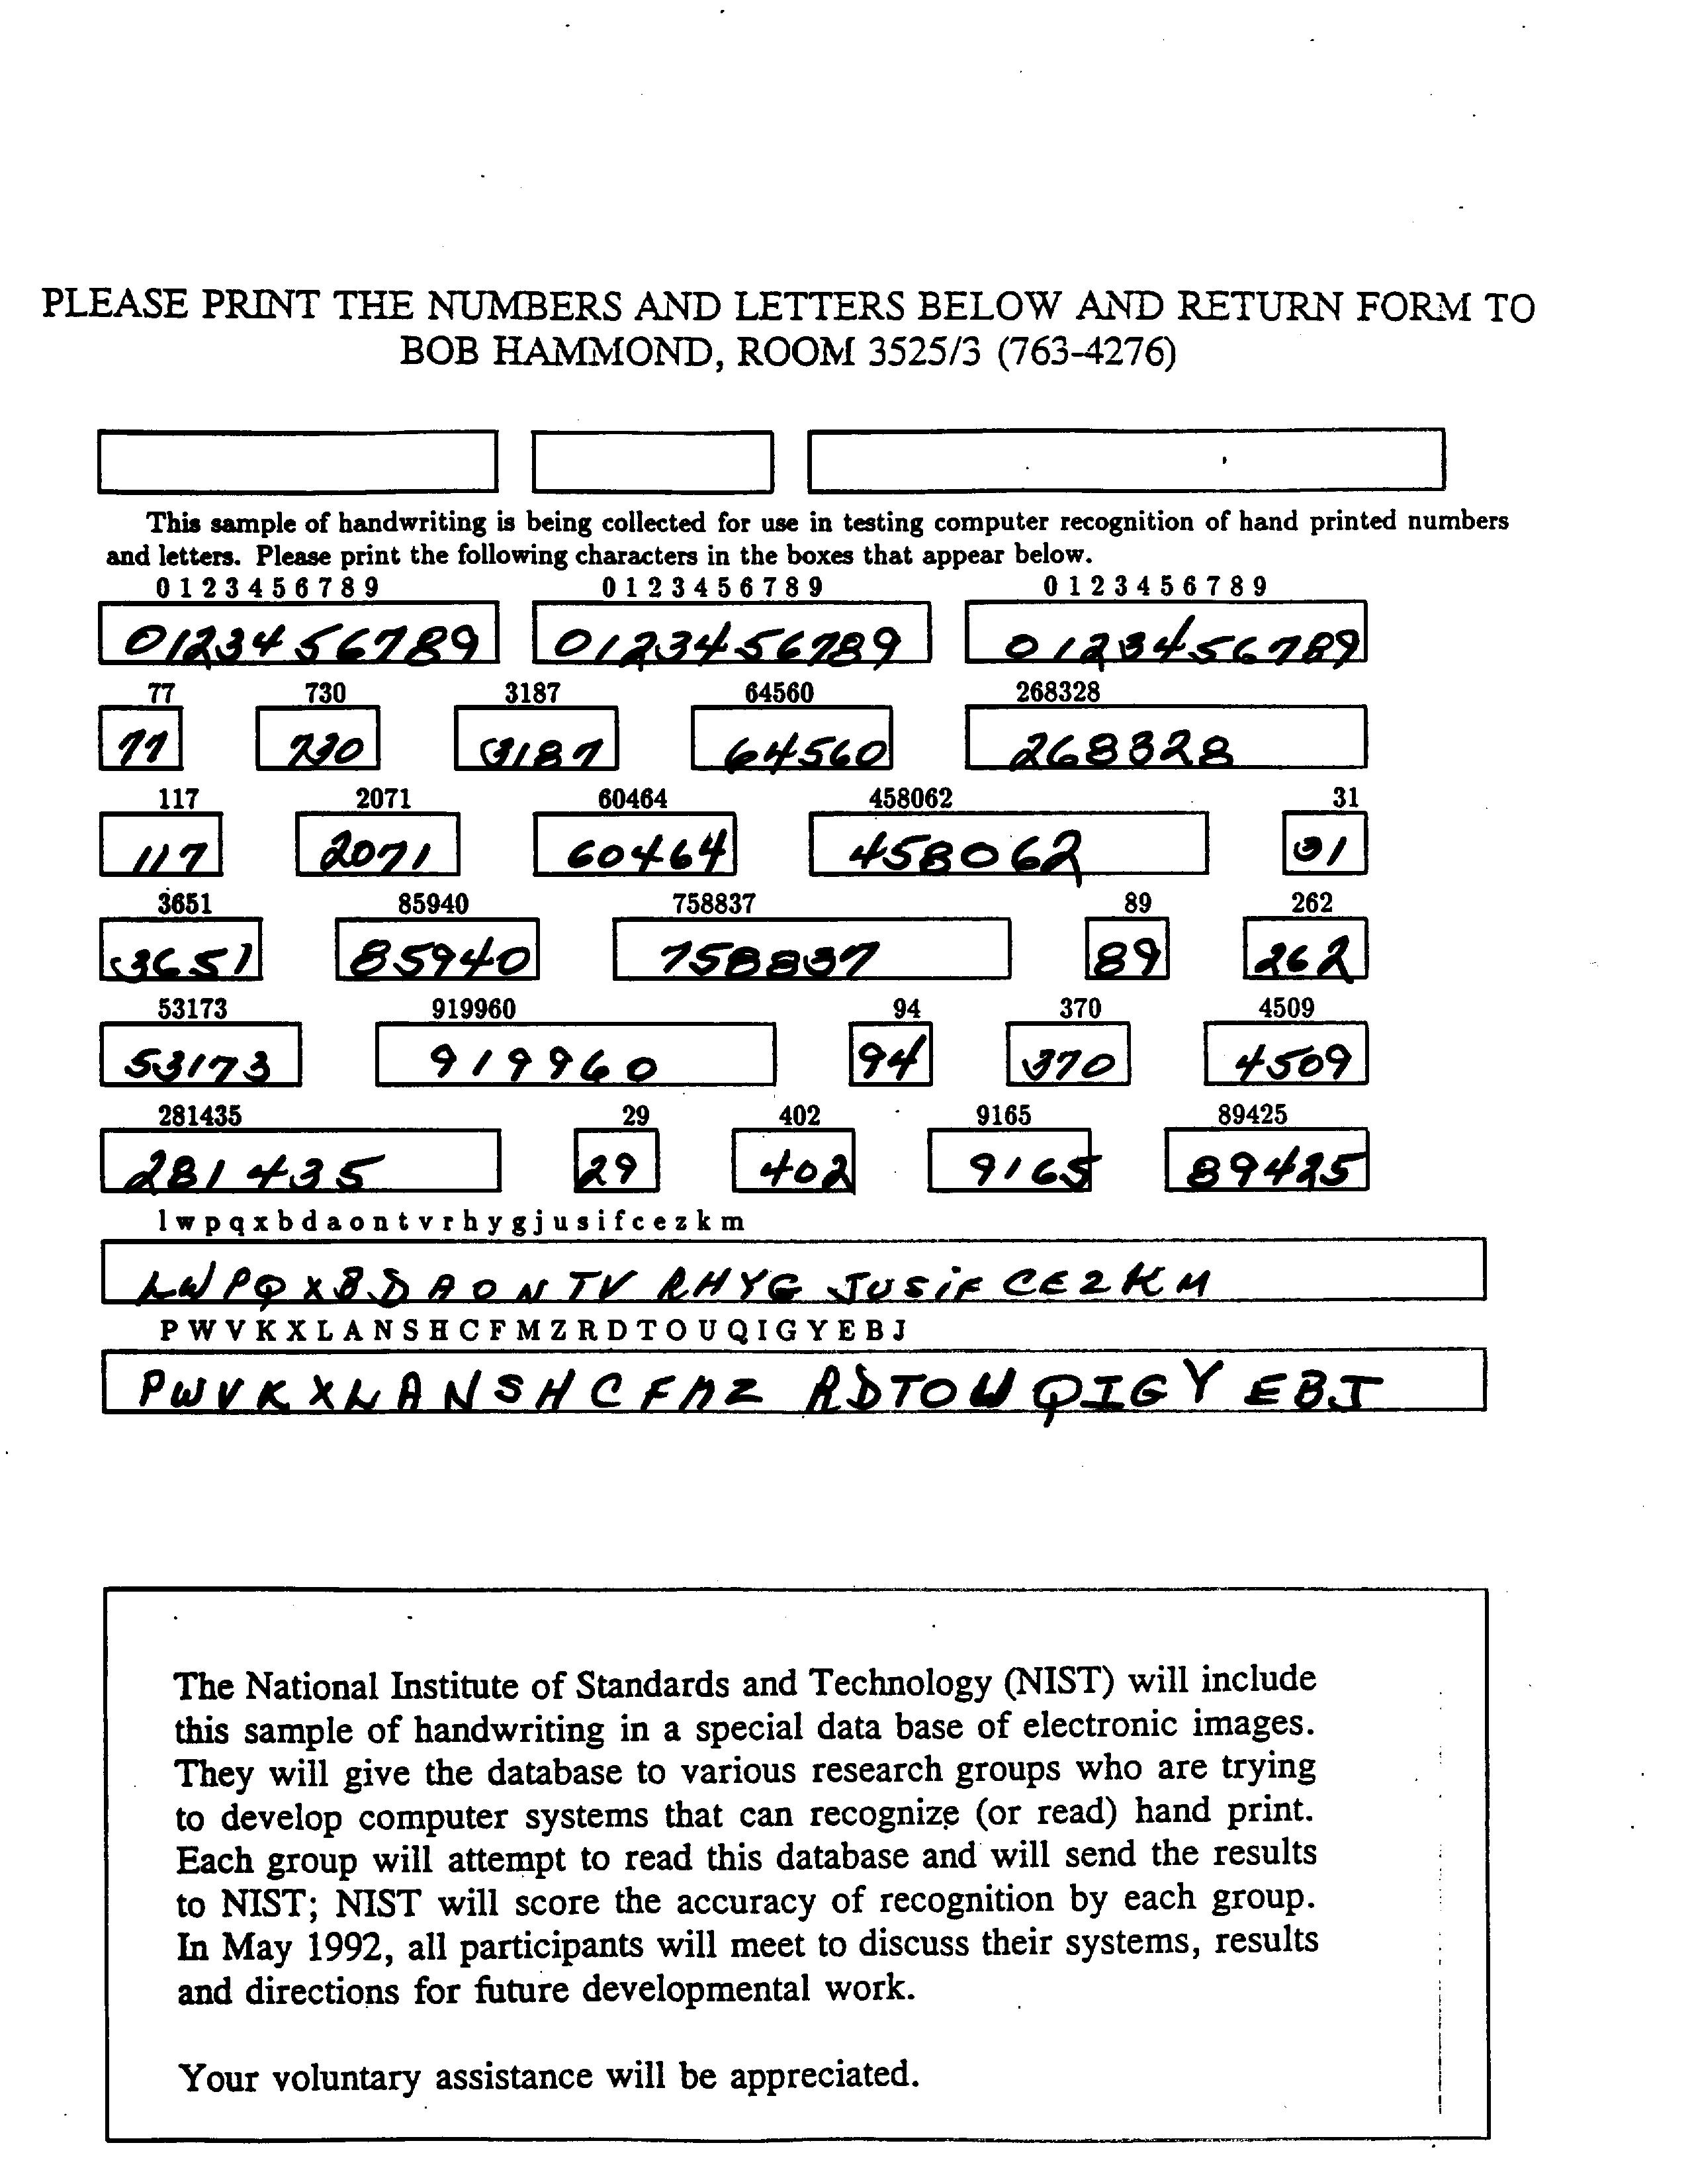 PLEASE PRINT THE NUMBERS AND LETTERS BELOW AND RETURN FORM TO
BOB HAMMOND, ROOM 3525/3 (763-4276)
This sample of handwriting is being collected for use in testing computer recognition of hand printed numbers
and letters. Please print the following characters in the boxes that appear below.
0 1 2 3 4 5 6 7 8 9 0 1 2 3 4 5 6 7 8 9 0 1 2 3 4 5 6 7 8 9
0123456789 0123456789 0123456789
77 730 3187 64560 268328
77 730 3187 64560 268328
117 2071 60464 458062 31
117 2071 60464 458062 31
3651 85940 758837 89 262
3651 85940 758837 89 262
53173 919960 94 370 4509
53173 919960 94 370 4509
281435 29 402 9165 89425
281435 29 402 9165 89425
l w p q x b d a o n t v r h y g j u s i f c e z k m
L W P Q X B D A O N T V R H Y G J U S i F C E Z K M
P W V K X L A N S H C F M Z R D T O U Q I G Y E B J
P W V K X L A N S H C F M Z R D T O U Q I G Y E B J
The National Institute of Standards and Technology (NIST) will include
this sample of handwriting in a special data base of electronic images.
They will give the database to various research groups who are trying
to develop computer systems that can recognize (or read) hand print.
Each group will attempt to read this database and will send the results
to NIST; NIST will score the accuracy of recognition by each group.
In May 1992, all participants will meet to discuss their systems, results
and directions for future developmental work.
Your voluntary assistance will be appreciated.